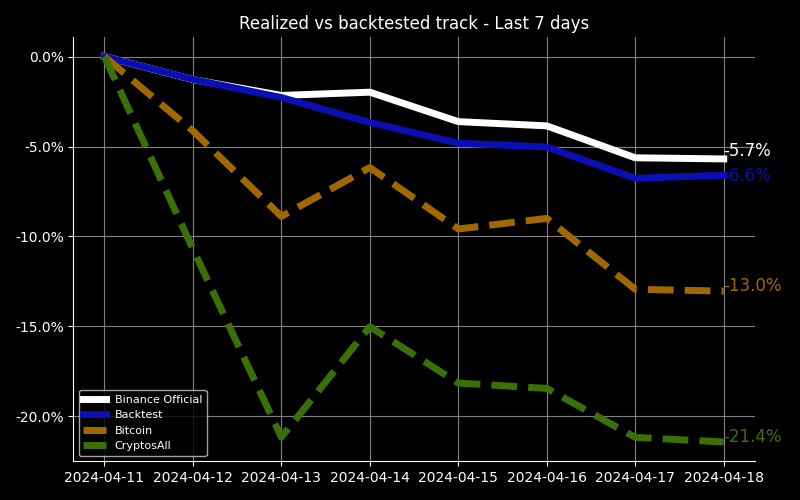 Realized vs backtested track - Last 7 days
0.0%
-5.0%
-10.0%
-15.0%
-20.0%
-5.7%
-6.6%
-13.0%
-21.4%
Binance Official
Backtest
Bitcoin
CryptosAll
2024-04-11 2024-04-12 2024-04-13 2024-04-14 2024-04-15 2024-04-16 2024-04-17 2024-04-18